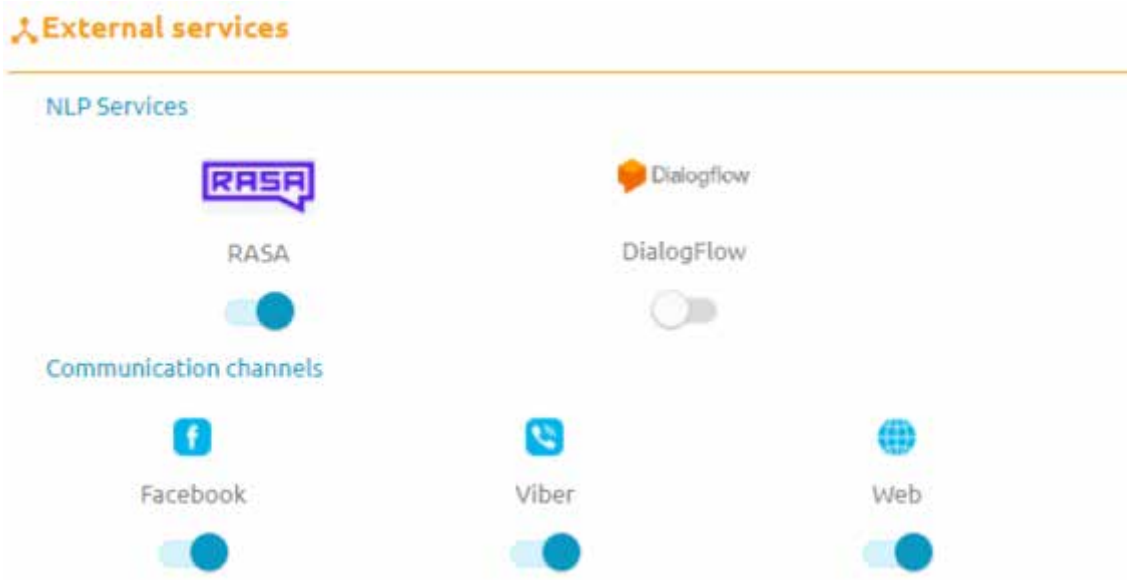 External services
NLP Services
RASA
Dialogflow
RASA
DialogFlow
Communication channels
Facebook
Viber
Web